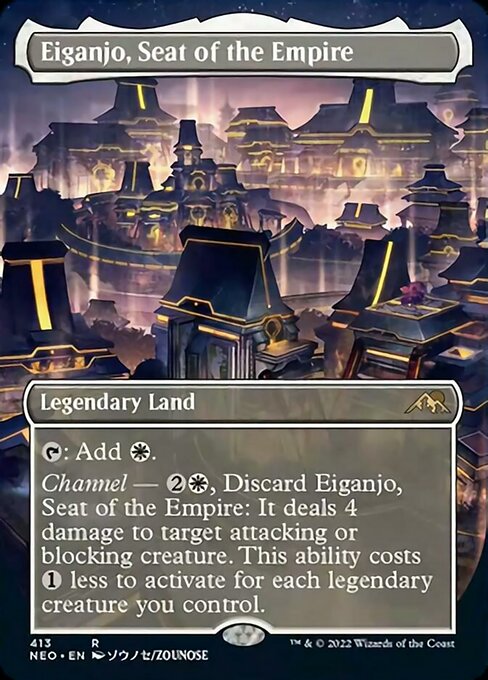 Eiganjo, Seat of the Empire
Legendary Land
: Add .
Channel — 2, Discard Eiganjo,
Seat of the Empire: It deals 4
damage to target attacking or
blocking creature. This ability costs
1 less to activate for each legendary
creature you control.
413 R
NEO • EN ソウノセ/ZOUNOSE
™ & © 2022 Wizards of the Coast